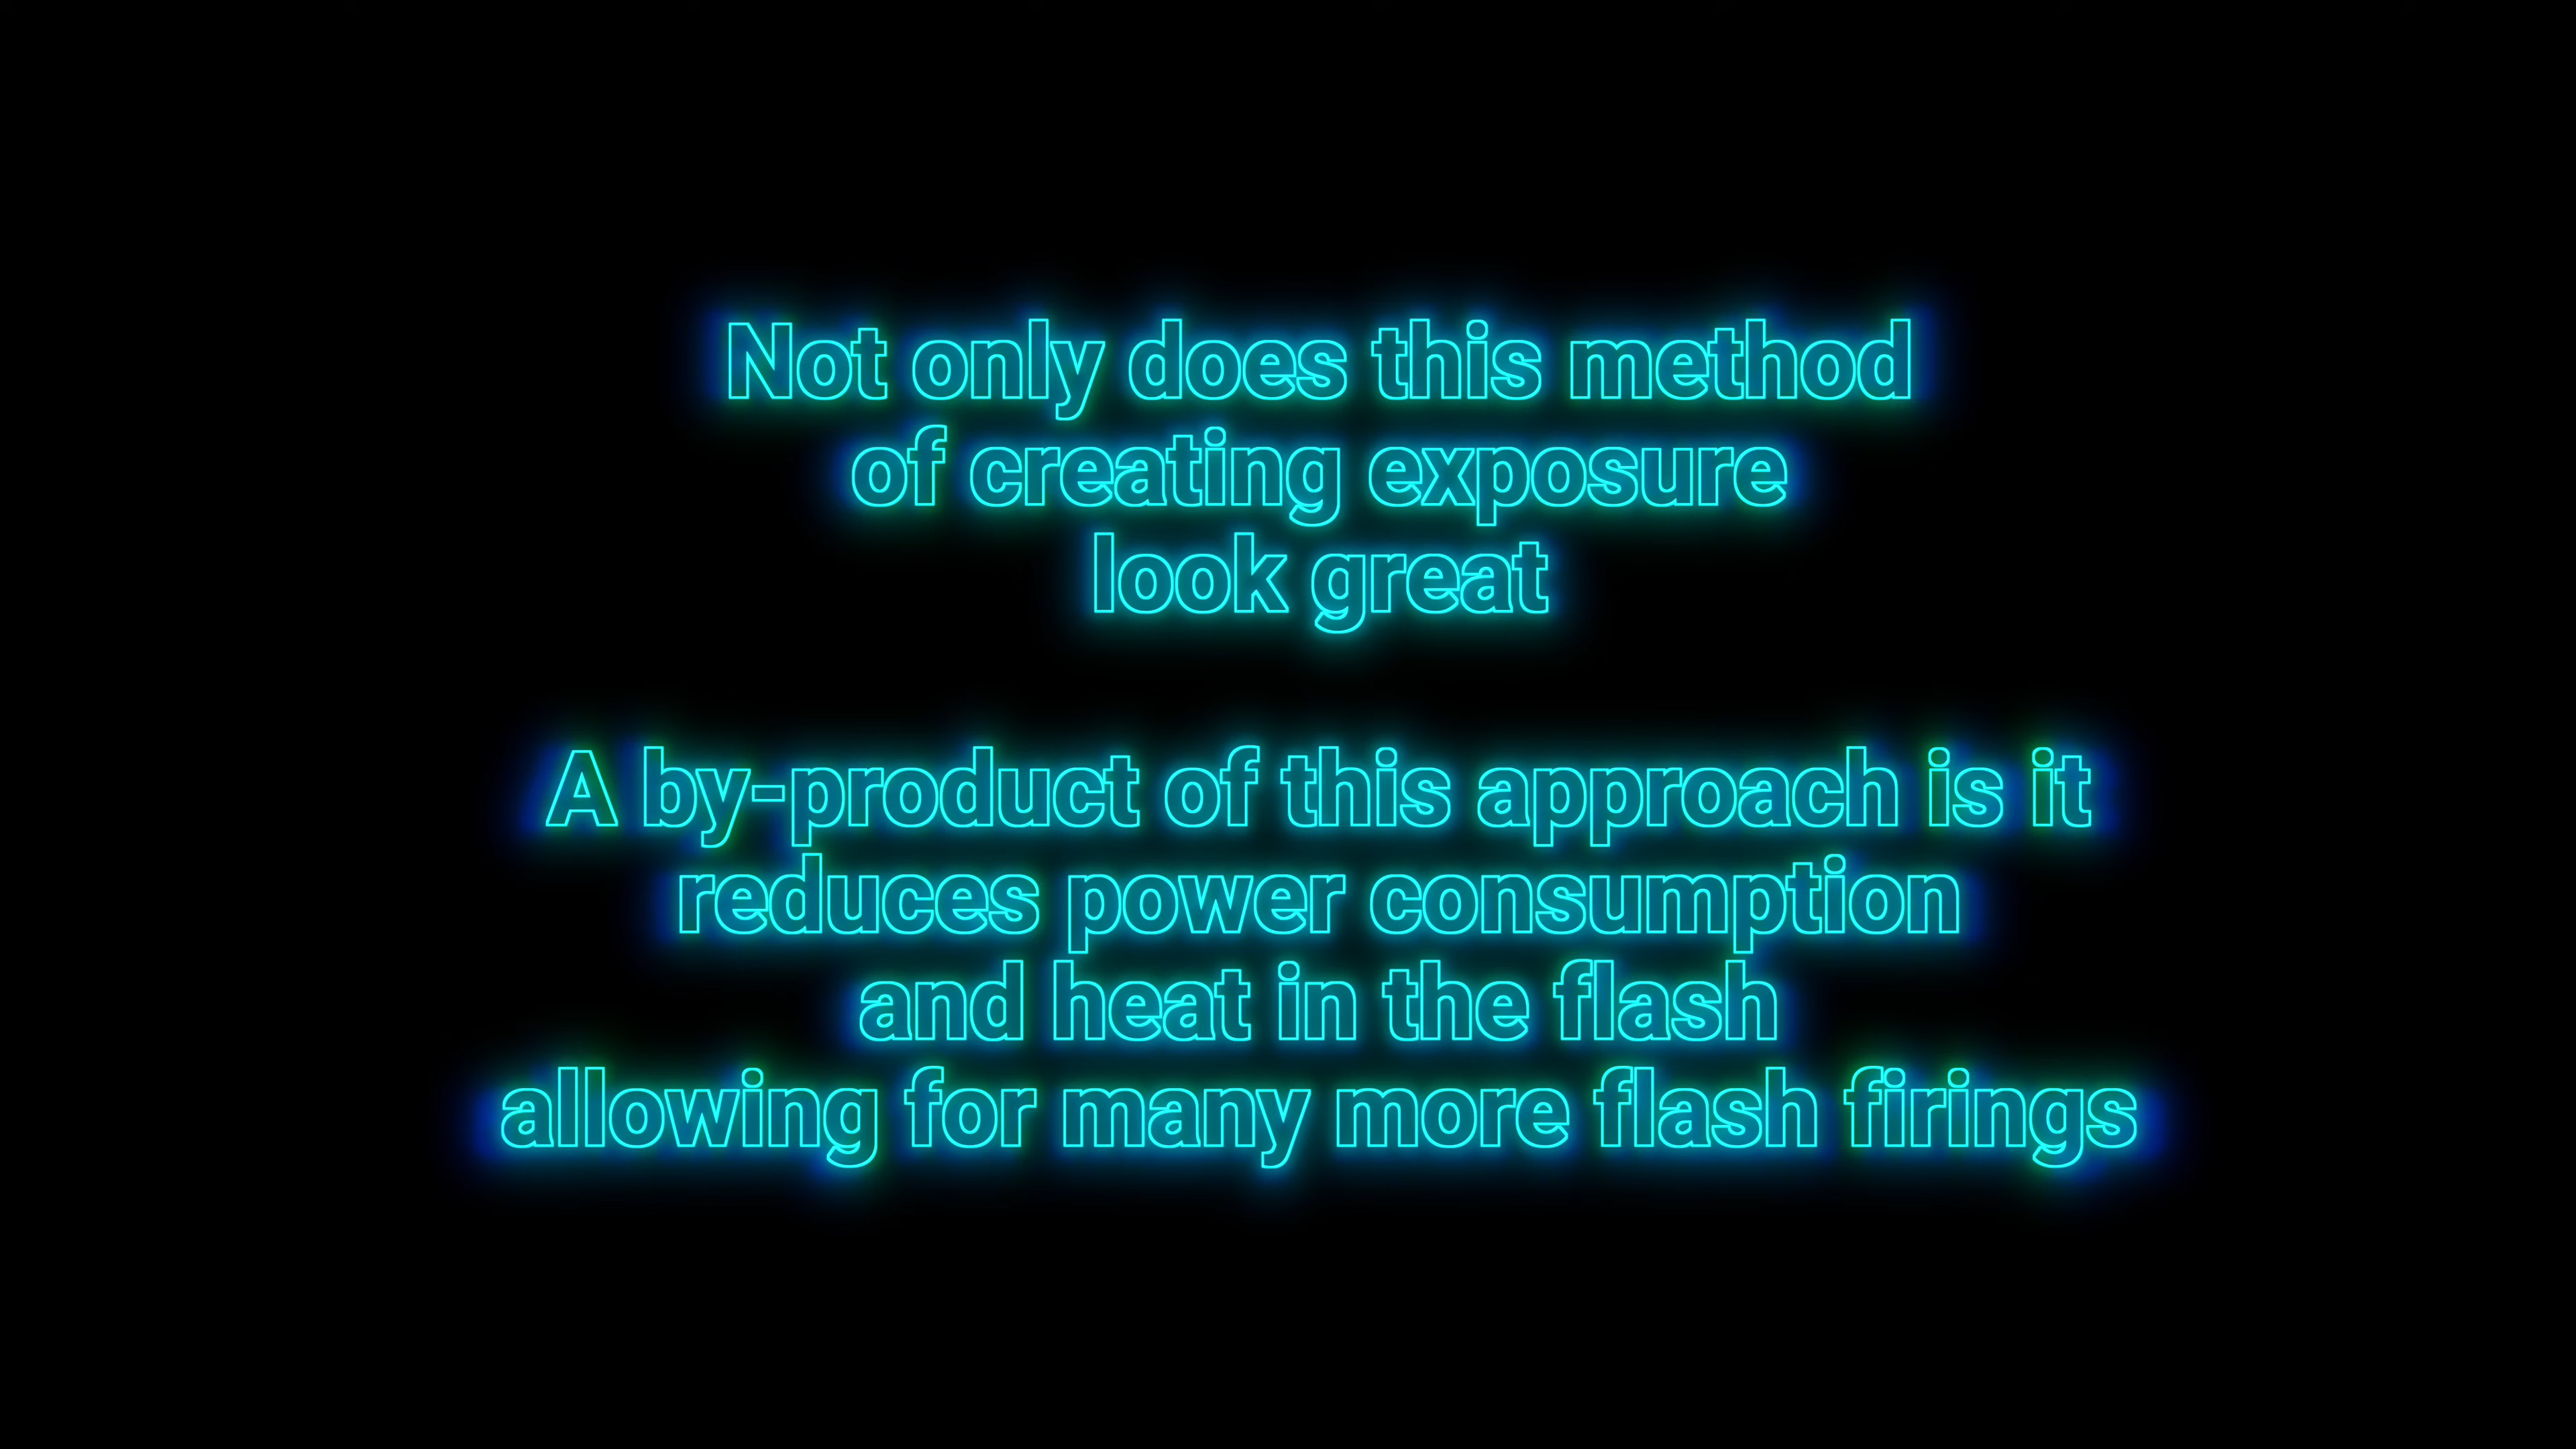 Not only does this method
of creating exposure
look great
A by-product of this approach is it
reduces power consumption
and heat in the flash
allowing for many more flash firings